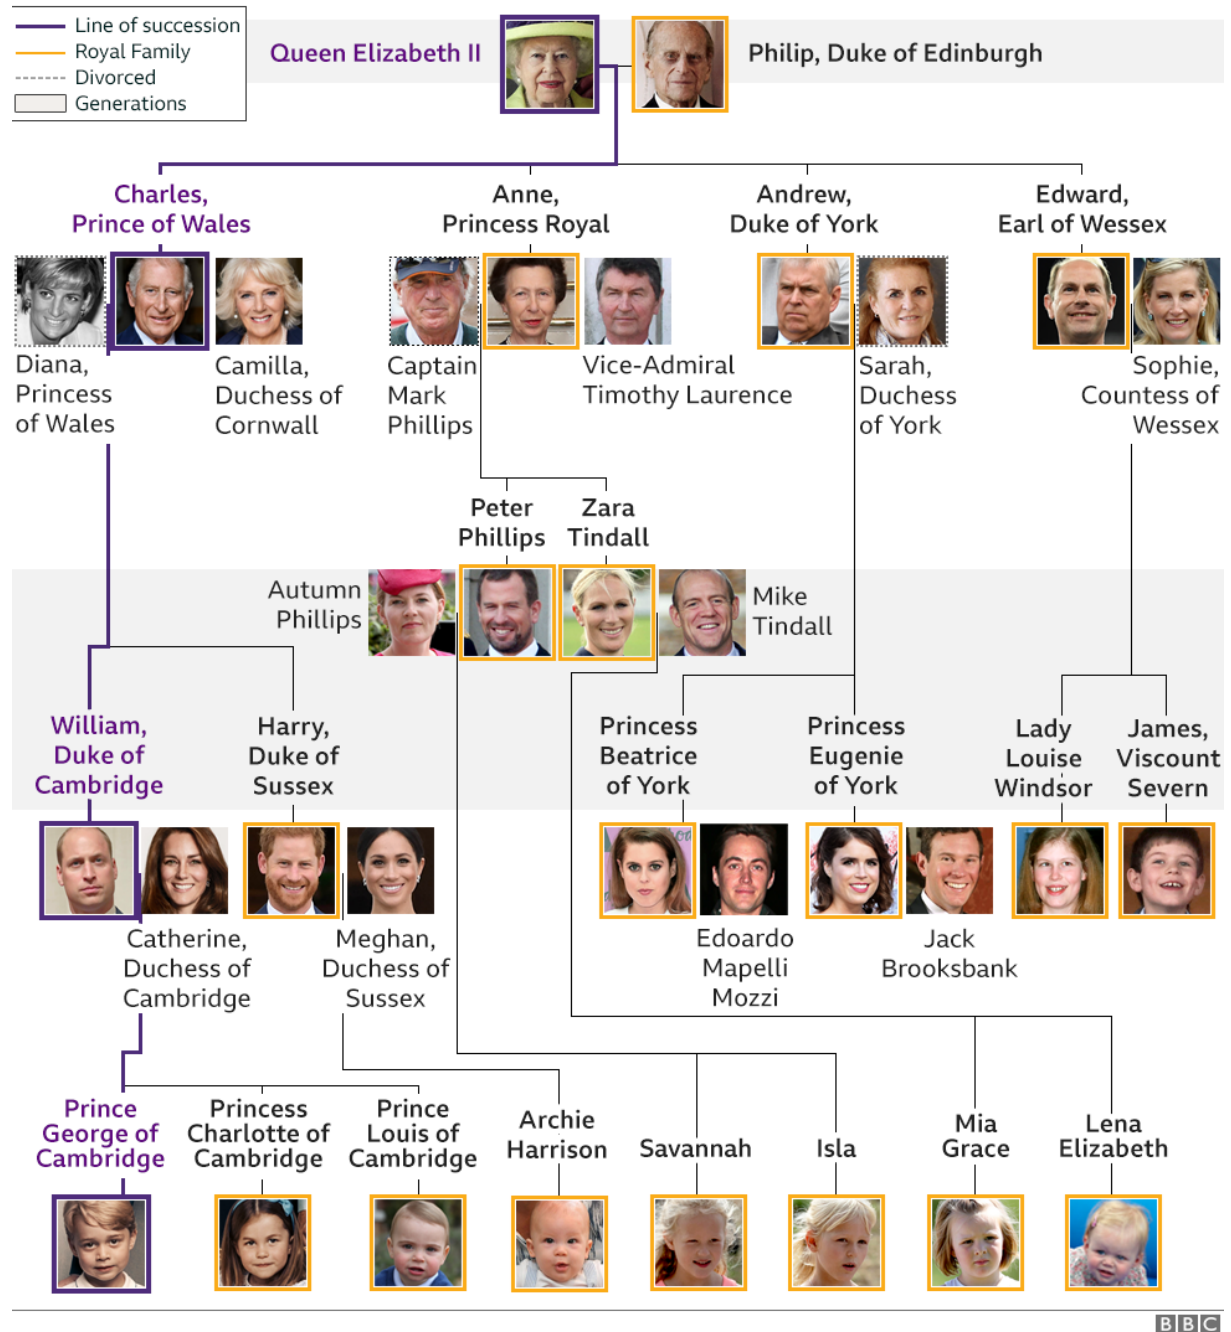 Line of succession
Royal Family
Divorced
Generations
Queen Elizabeth II
Philip, Duke of Edinburgh
Charles,
Prince of Wales
Anne,
Princess Royal
Andrew,
Duke of York
Edward,
Earl of Wessex
Diana,
Princess
of Wales
Camilla,
Duchess of
Cornwall
Captain
Mark
Phillips
Vice-Admiral
Timothy Laurence
Sarah,
Duchess
of York
Sophie,
Countess of
Wessex
Peter
Phillips
Zara
Tindall
Autumn
Phillips
Mike
Tindall
William,
Duke of
Cambridge
Harry,
Duke of
Sussex
Princess
Beatrice
of York
Princess
Eugenie
of York
Lady
Louise
Windsor
James,
Viscount
Severn
Catherine,
Duchess of
Cambridge
Meghan,
Duchess of
Sussex
Edoardo
Mapelli
Mozzi
Jack
Brooksbank
Prince
George of
Cambridge
Princess
Charlotte of
Cambridge
Prince
Louis of
Cambridge
Archie
Harrison
Savannah
Isla
Mia
Grace
Lena
Elizabeth
BBC